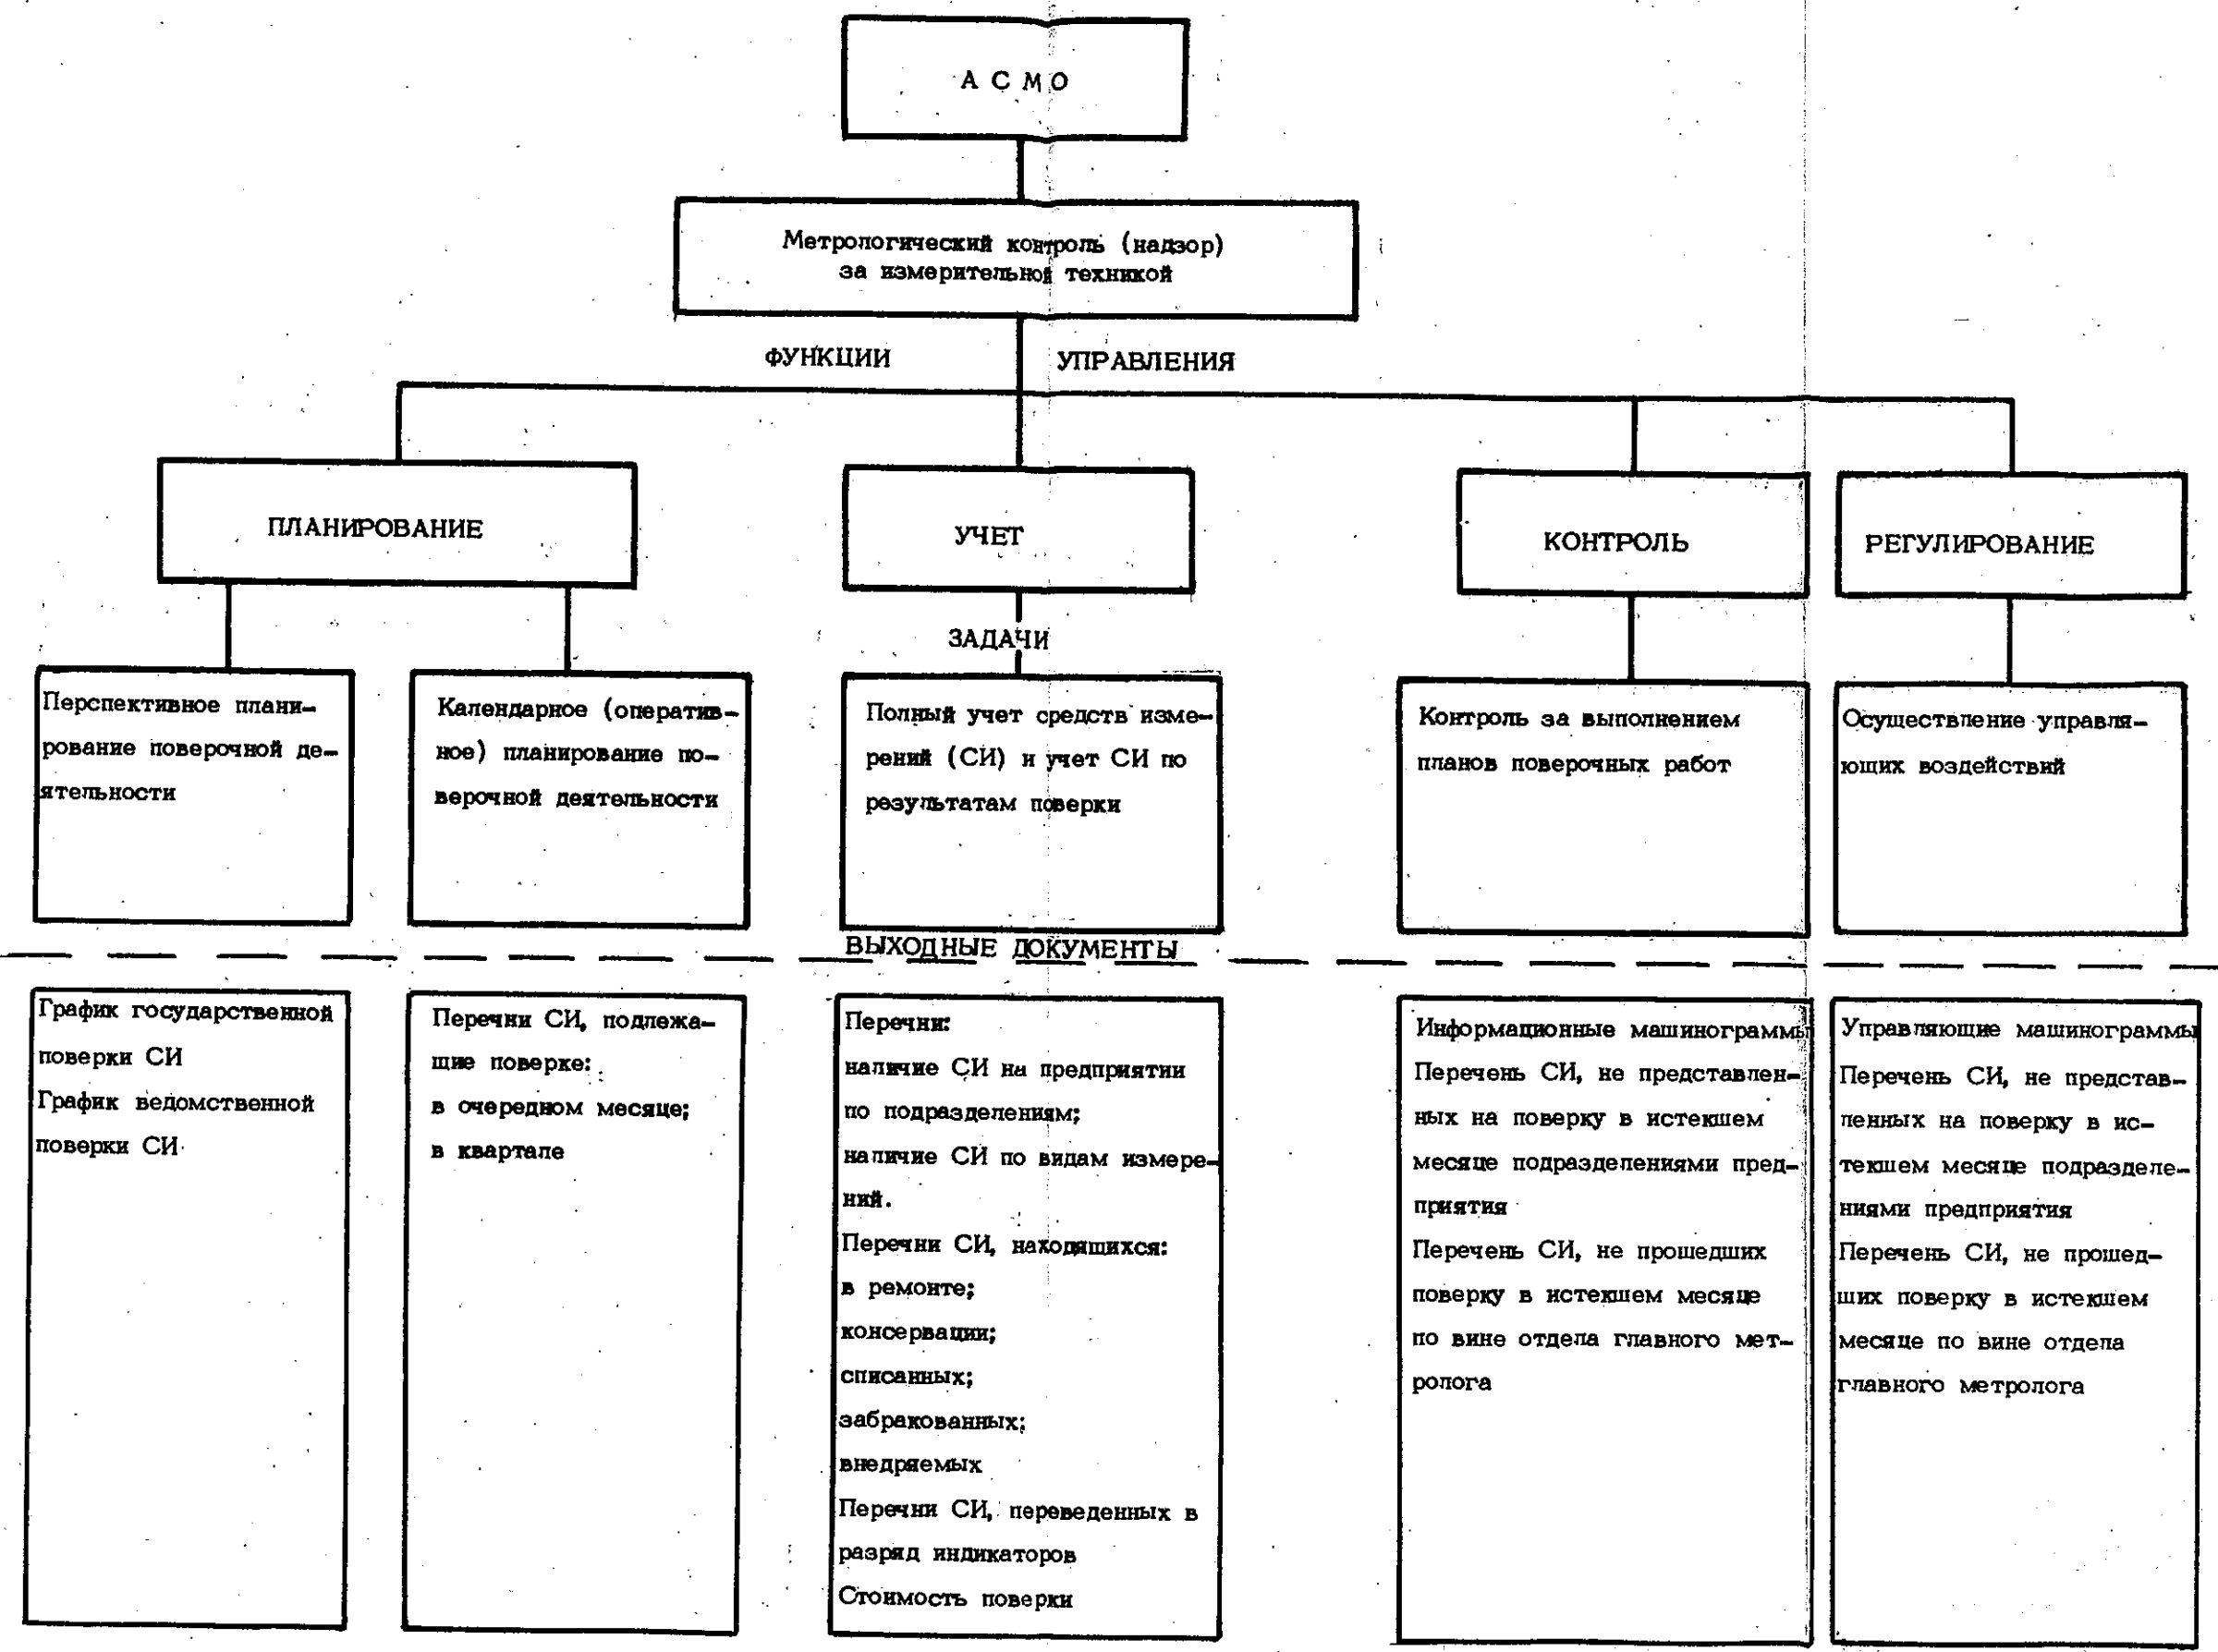 АСМО
Метрологический контроль (надзор)
за измерительной техникой
ФУНКЦИИ УПРАВЛЕНИЯ
ПЛАНИРОВАНИЕ
УЧЕТ
КОНТРОЛЬ
РЕГУЛИРОВАНИЕ
ЗАДАЧИ
Перспективное плани-
рование поверочной де-
ятельности
Календарное (оператив-
ное) планирование по-
верочной деятельности
Полный учет средств изме-
рений (СИ) и учет СИ по
результатам поверки
Контроль за выполнением
планов поверочных работ
Осуществление управля-
ющих воздействий
ВЫХОДНЫЕ ДОКУМЕНТЫ
График государственной
поверки СИ
График ведомственной
поверки СИ
Перечни СИ, подлежа-
щие поверке:
в очередном месяце;
в квартале
Перечни:
наличие СИ на предприятии
по подразделениям;
наличие СИ по видам измере-
ний.
Перечни СИ, находящихся:
в ремонте;
консервации;
списанных;
забракованных;
внедряемых
Перечни СИ, переведенных в
разряд индикаторов
Стоимость поверки
Информационные машинограммы
Перечень СИ, не представлен-
ных на поверку в истекшем
месяце подразделениями пред-
приятия
Перечень СИ, не прошедших
поверку в истекшем месяце
по вине отдела главного мет-
ролога
Управляющие машинограммы
Перечень СИ, не представ-
ленных на поверку в ис-
текшем месяце подразделе-
ниями предприятия
Перечень СИ, не прошед-
ших поверку в истекшем
месяце по вине отдела
главного метролога